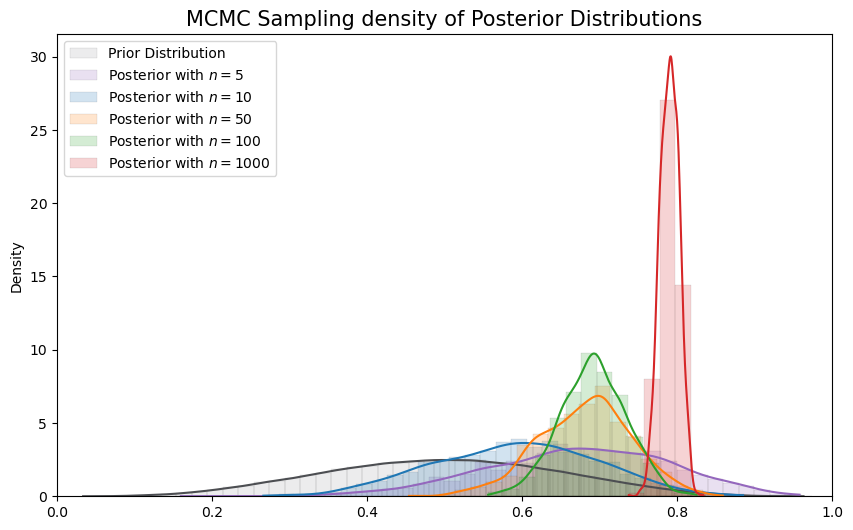 MCMC Sampling density of Posterior Distributions
Prior Distribution
Posterior with n = 5
Posterior with n = 10
Posterior with n = 50
Posterior with n = 100
Posterior with n = 1000
Density
30
25
20
15
10
5
0
0.0 0.2 0.4 0.6 0.8 1.0